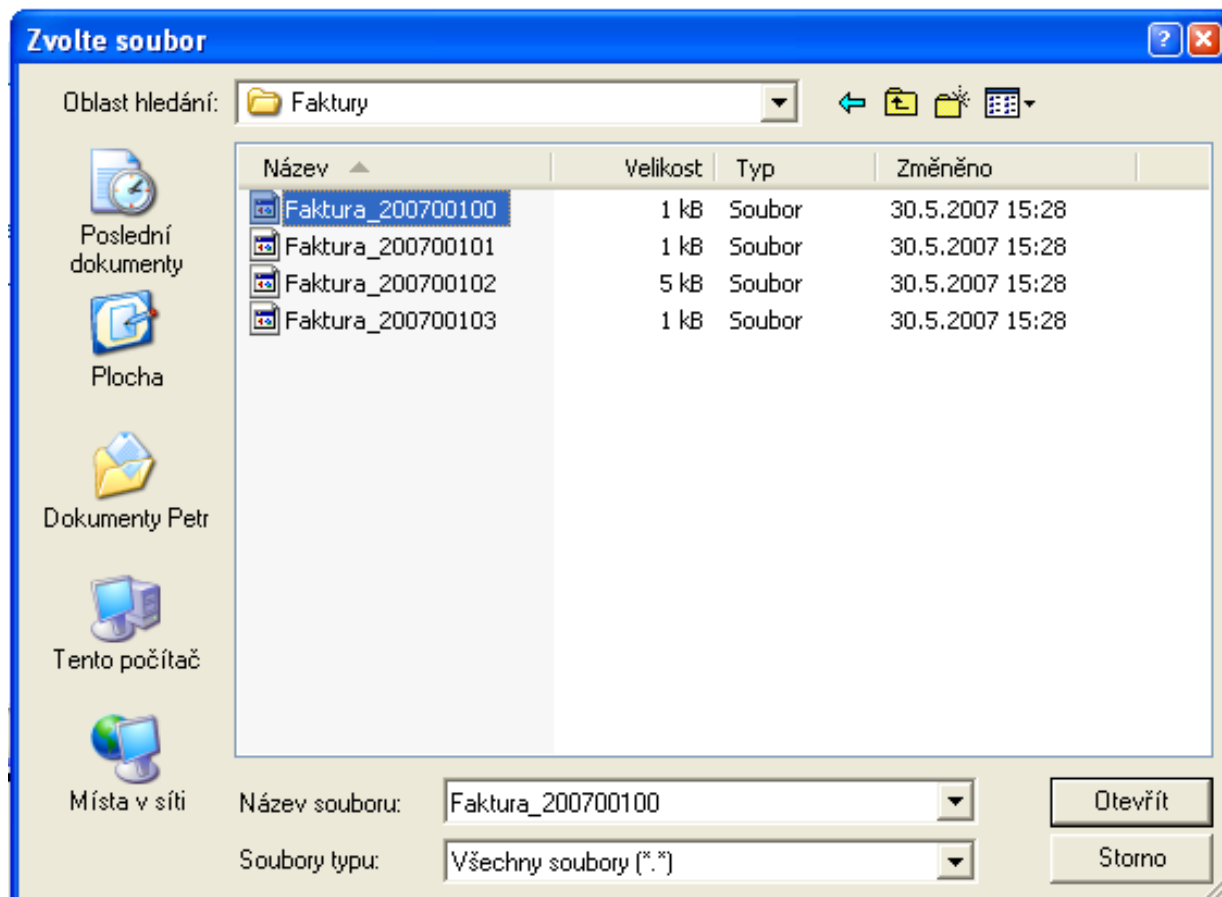 Zvolte soubor
Oblast hledání: Faktury
Název Velikost Typ Změněno
Faktura_200700100 1 kB Soubor 30.5.2007 15:28
Faktura_200700101 1 kB Soubor 30.5.2007 15:28
Faktura_200700102 5 kB Soubor 30.5.2007 15:28
Faktura_200700103 1 kB Soubor 30.5.2007 15:28
Poslední
dokumenty
Plocha
Dokumenty Petr
Tento počítač
Místa v síti
Název souboru: Faktura_200700100 Otevřít
Soubory typu: Všechny soubory (*.*) Storno